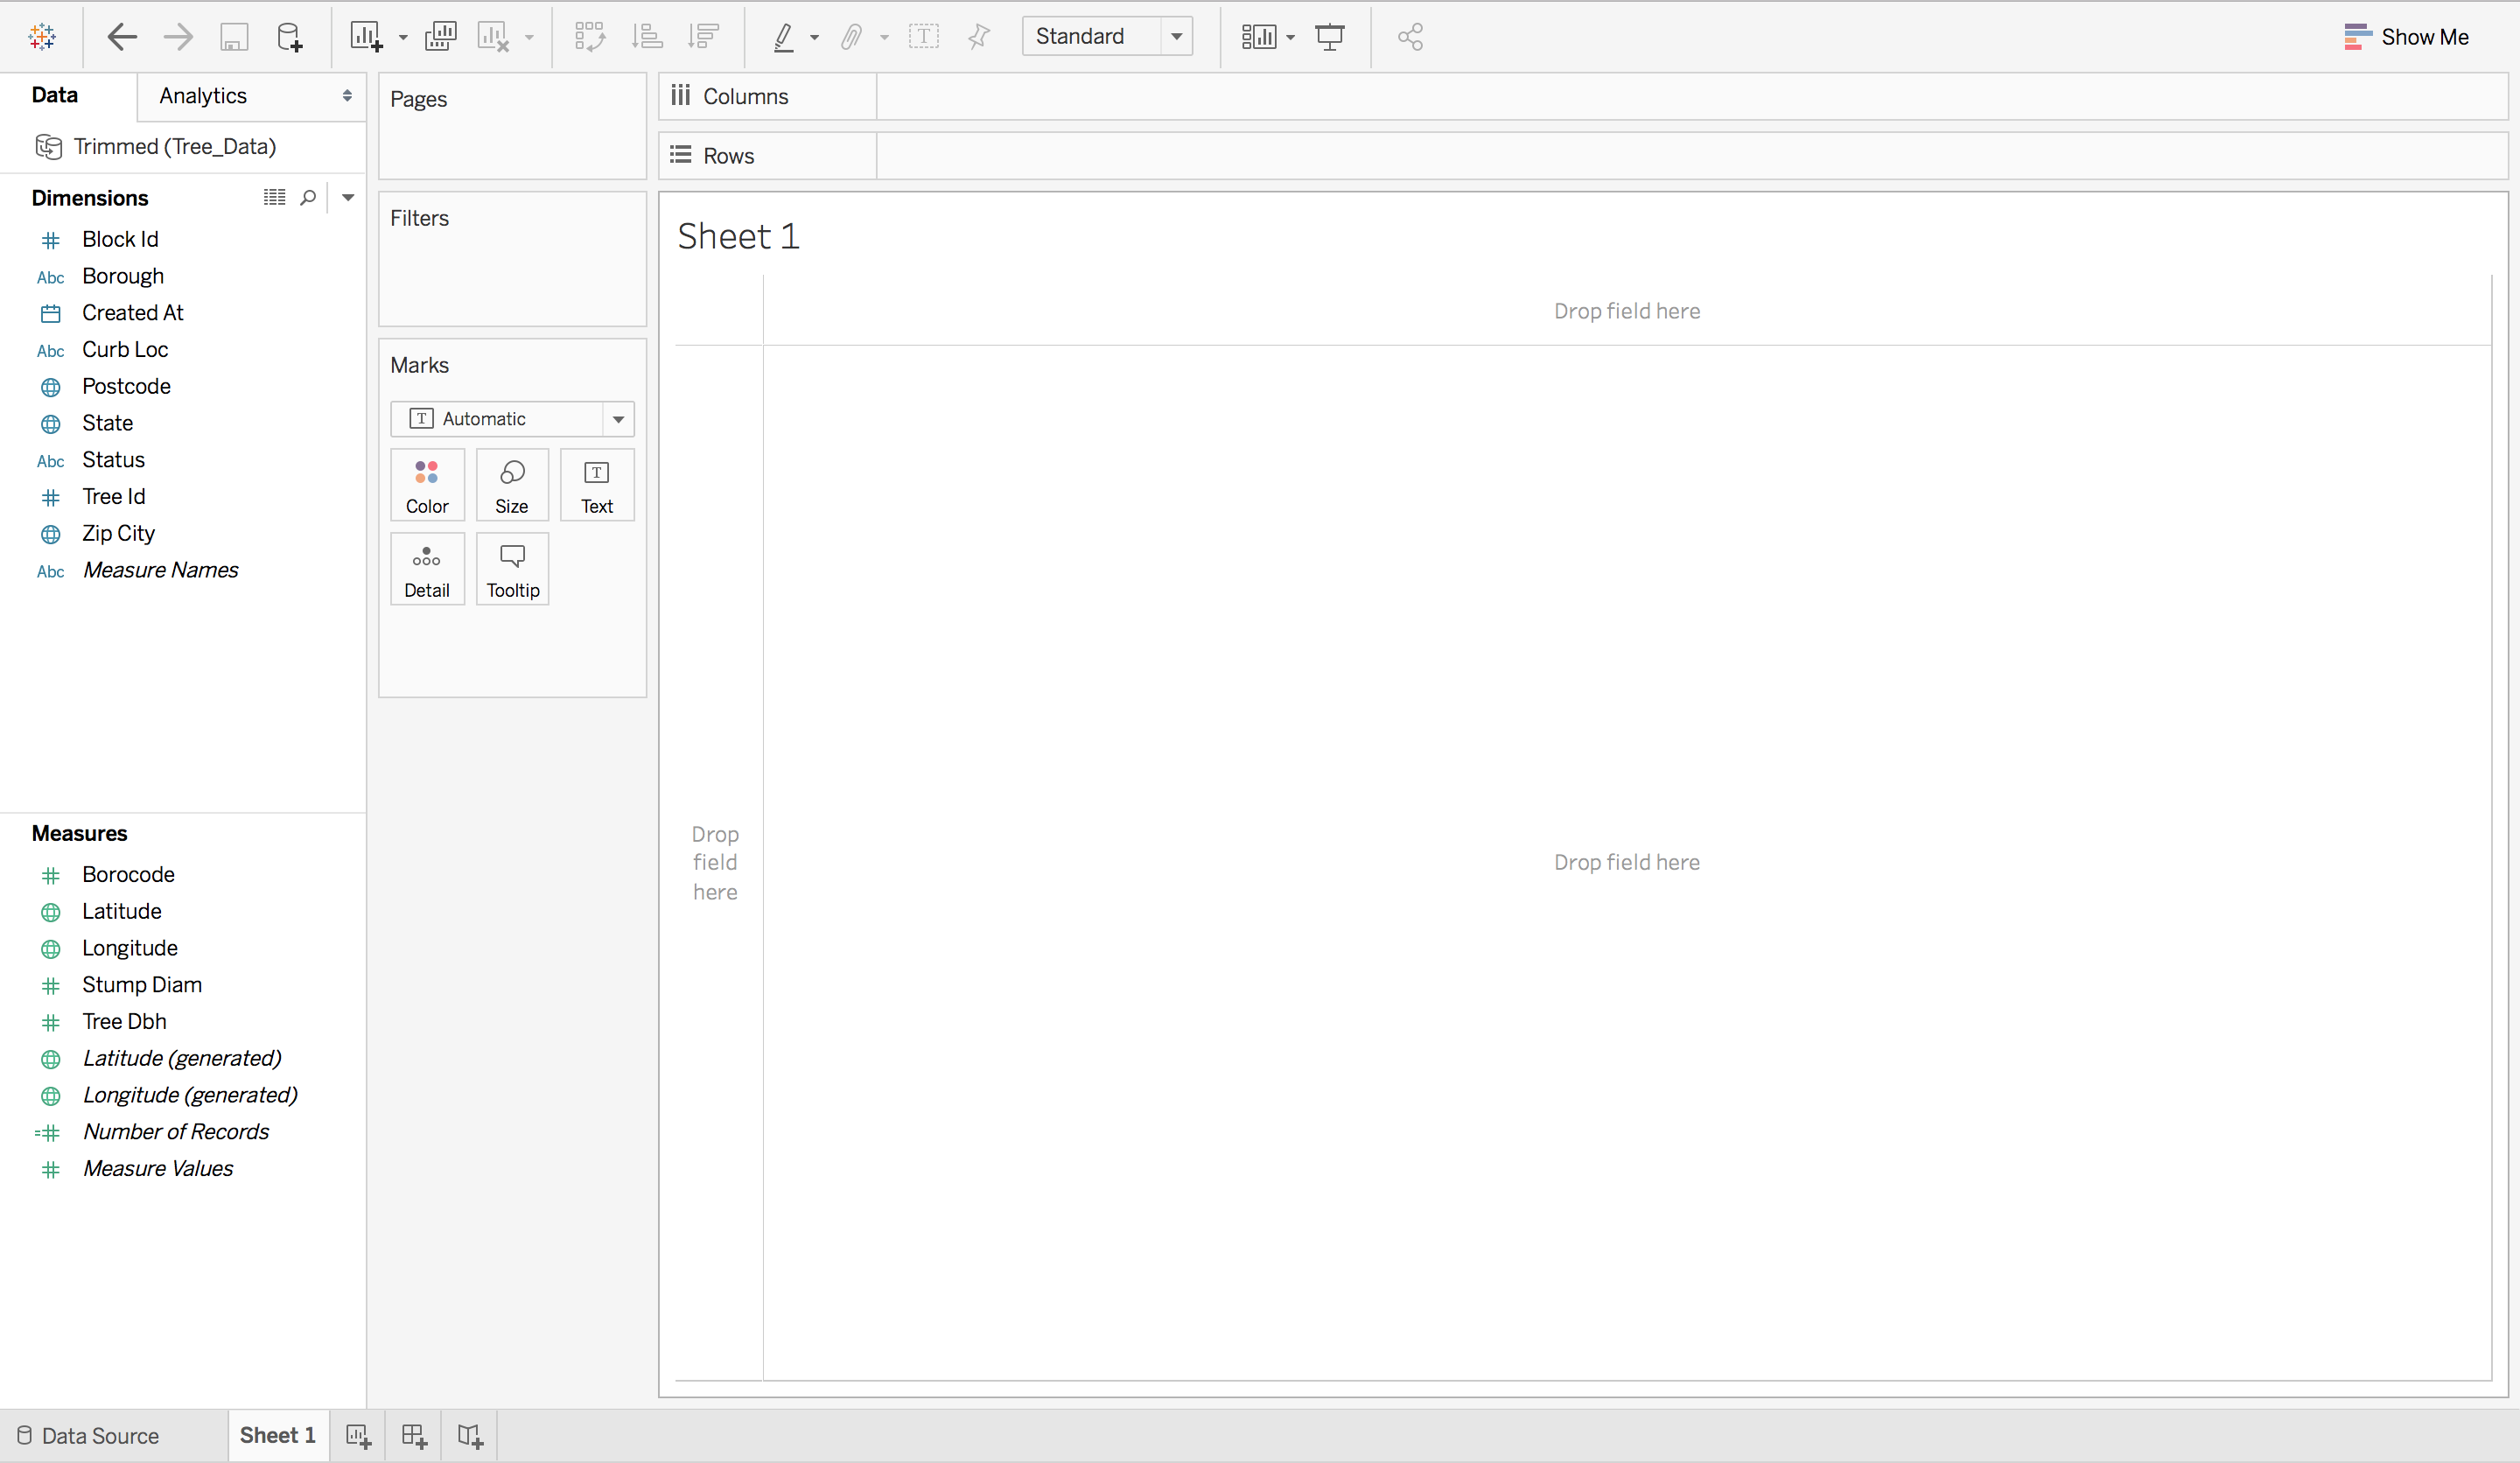 Standard
Show Me
Data
Analytics
Trimmed (Tree_Data)
Dimensions
# Block Id
Abc Borough
Created At
Abc Curb Loc
Postcode
State
Abc Status
# Tree Id
Zip City
Abc Measure Names
Measures
# Borocode
Latitude
Longitude
# Stump Diam
# Tree Dbh
Latitude (generated)
Longitude (generated)
=# Number of Records
# Measure Values
Pages
Filters
Marks
T Automatic
Color
Size
T
Text
Detail
Tooltip
Columns
Rows
Sheet 1
Drop field here
Drop
field
here
Drop field here
Data Source
Sheet 1